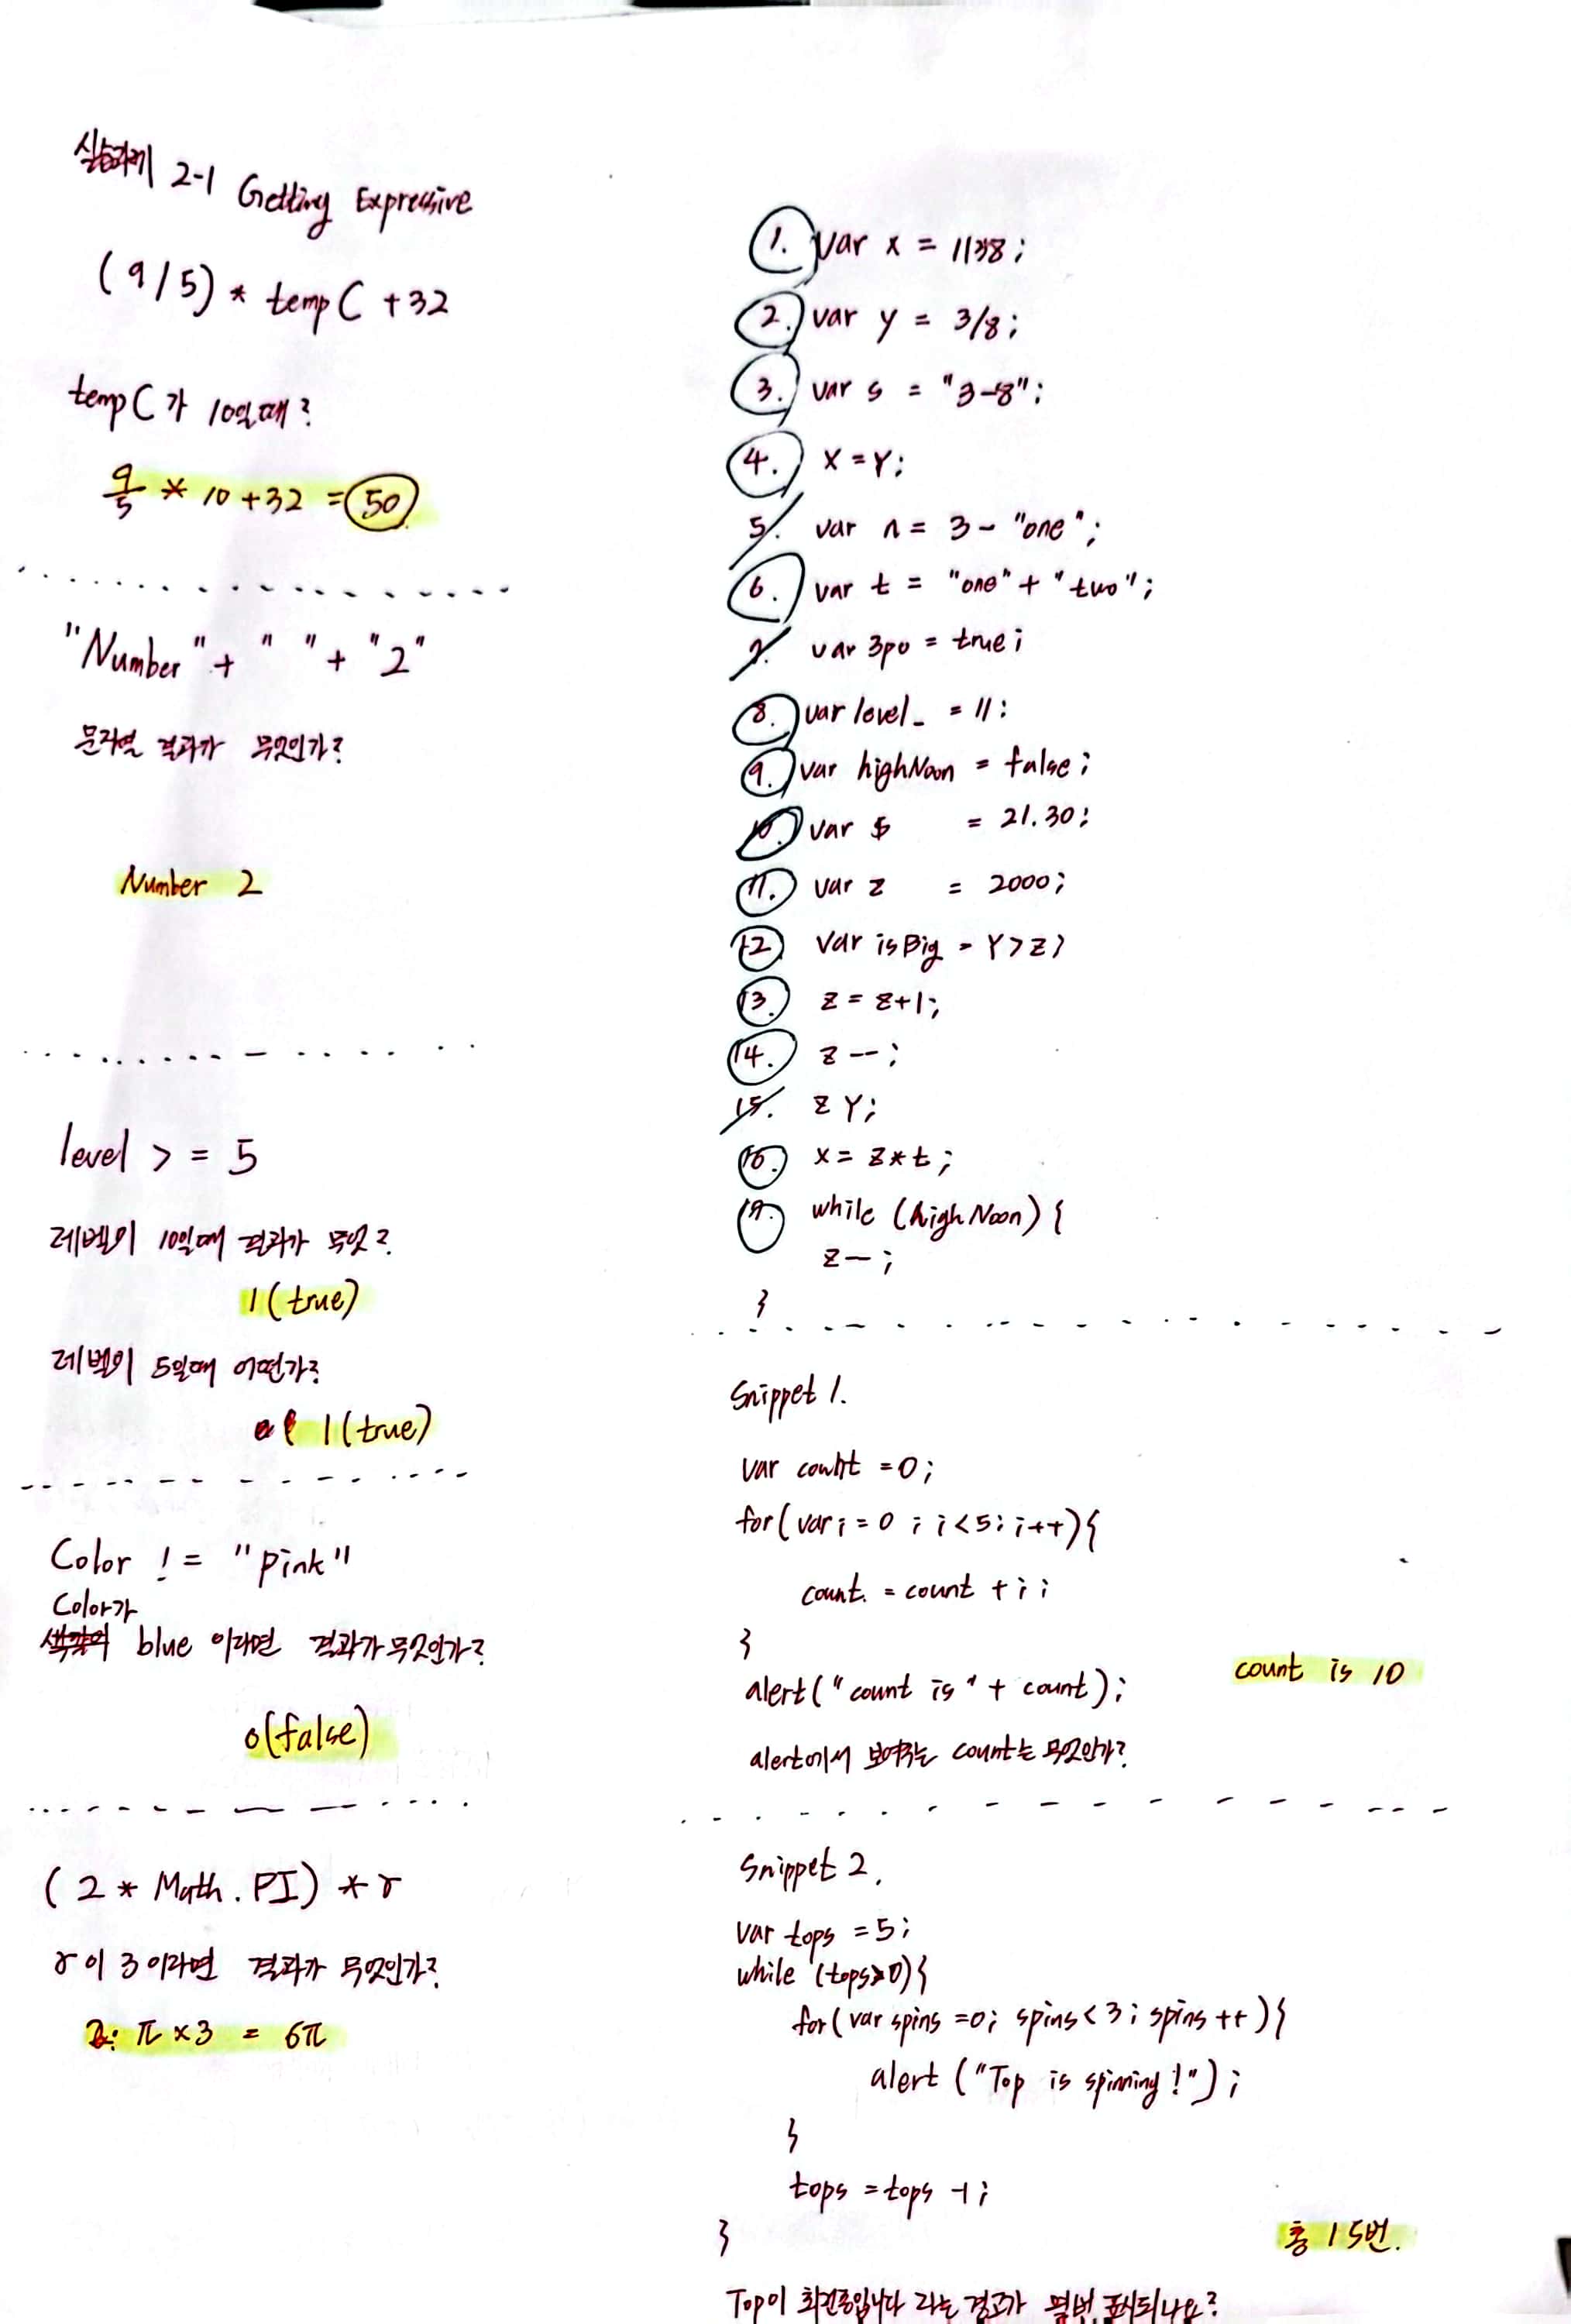 실습과제 2-1 Getting Expressive
(9/5) * tempC +32
tempC가 10일때?
9/5 * 10 +32 = 50
"Number" + " " + "2"
문자열 결과가 무엇인가?
Number 2
level >= 5
레벨이 10일때 결과가 무엇?
1(true)
레벨이 5일때 어떤가?
1(true)
Color != "pink"
Color가
blue 이라면 결과가 무엇인가?
0(false)
(2 * Math.PI) * r
r이 3이라면 결과가 무엇인가?
2· π × 3 = 6π
1. var x = 1138;
2. var y = 3/8;
3. var s = "3-8";
4. x = y;
5. var n = 3 - "one";
6. var t = "one" + "two";
7. var 3po = true;
8. var level_ = 11;
9. var highNoon = false;
10. var $ = 21.30;
11. var z = 2000;
12 var isBig = y > z;
13. z = z+1;
14. z--;
15. z y;
16. x = z * t;
17. while (highNoon) {
z--;
}
Snippet 1.
var count = 0;
for(var i = 0 ; i < 5; i++){
count = count + i;
}
alert("count is" + count);
count is 10
alert에서 보여주는 count는 무엇인가?
Snippet 2.
var tops = 5;
while (tops>0){
for(var spins =0; spins < 3; spins ++){
alert ("Top is spinning!");
}
tops = tops -1;
}
총 15번.
Top이 회전중입니다 라는 경고가 몇번 표시되나요?